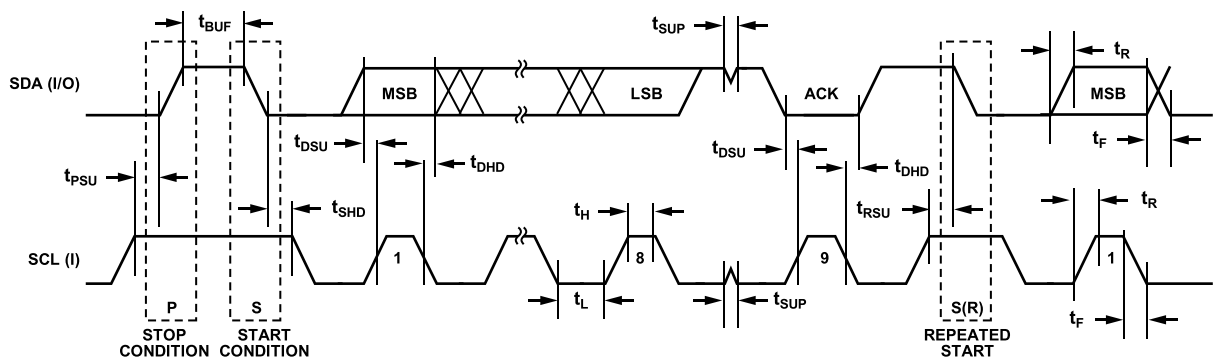 tBUF
tSUP
tR
SDA (I/O)
MSB
LSB
ACK
MSB
tDSU
tDSU
tF
tPSU
tDHD
tDHD
tSHD
tH
tRSU
tR
SCL (I)
1
8
9
1
tL
tSUP
tF
P
S
S(R)
STOP
CONDITION
START
CONDITION
REPEATED
START